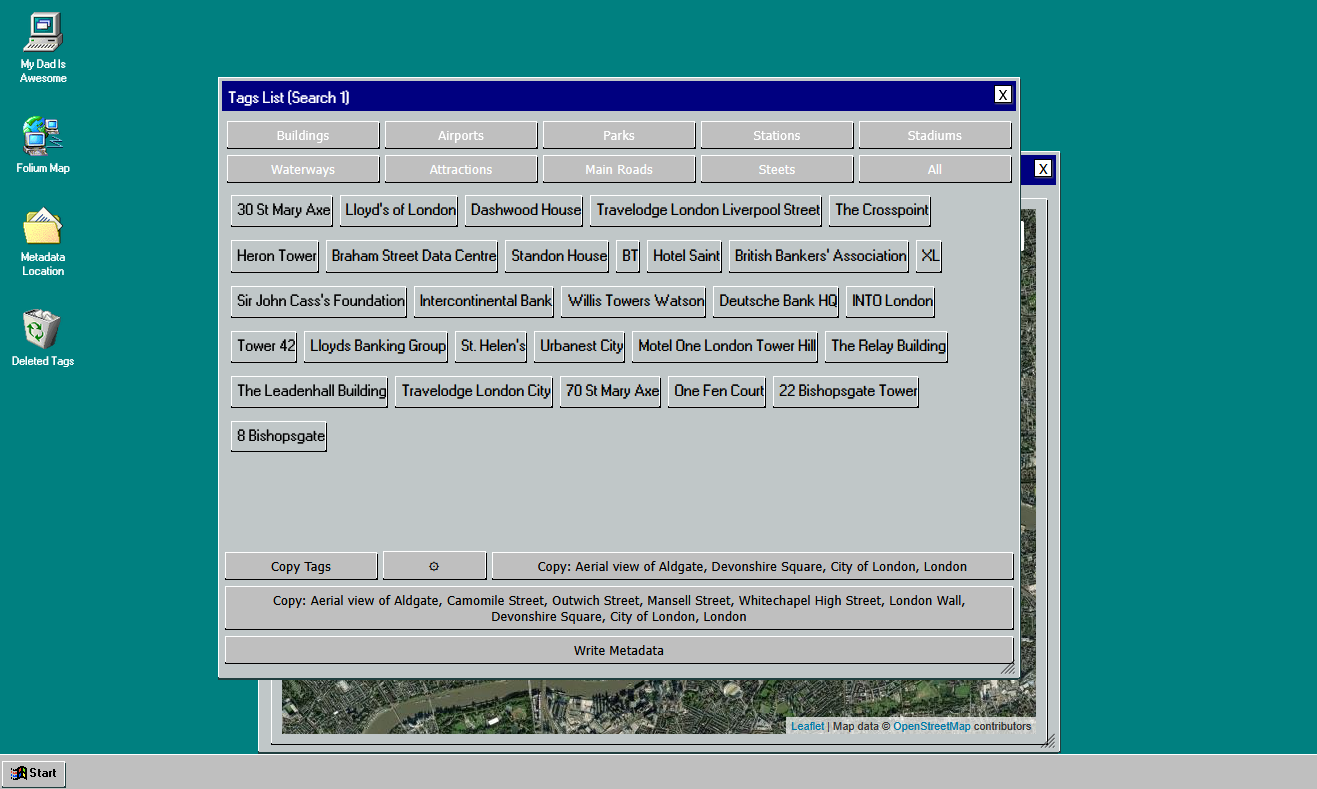 My Dad Is
Awesome
Folium Map
Metadata
Location
Deleted Tags
Tags List (Search 1)
X
Buildings Airports Parks Stations Stadiums
Waterways Attractions Main Roads Steets All
X
30 St Mary Axe Lloyd's of London Dashwood House Travelodge London Liverpool Street The Crosspoint
Heron Tower Braham Street Data Centre Standon House BT Hotel Saint British Bankers' Association XL
Sir John Cass's Foundation Intercontinental Bank Willis Towers Watson Deutsche Bank HQ INTO London
Tower 42 Lloyds Banking Group St. Helen's Urbanest City Motel One London Tower Hill The Relay Building
The Leadenhall Building Travelodge London City 70 St Mary Axe One Fen Court 22 Bishopsgate Tower
8 Bishopsgate
Copy Tags Copy: Aerial view of Aldgate, Devonshire Square, City of London, London
Copy: Aerial view of Aldgate, Camomile Street, Outwich Street, Mansell Street, Whitechapel High Street, London Wall,
Devonshire Square, City of London, London
Write Metadata
Leaflet | Map data © OpenStreetMap contributors
Start